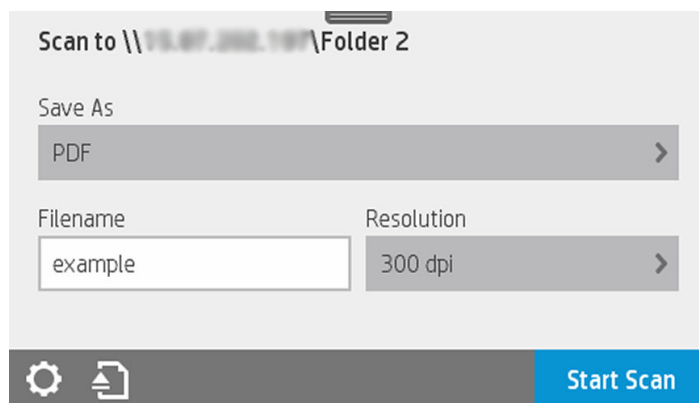 Scan to \\ \Folder 2
Save As
PDF
Filename
Resolution
example
300 dpi
Start Scan